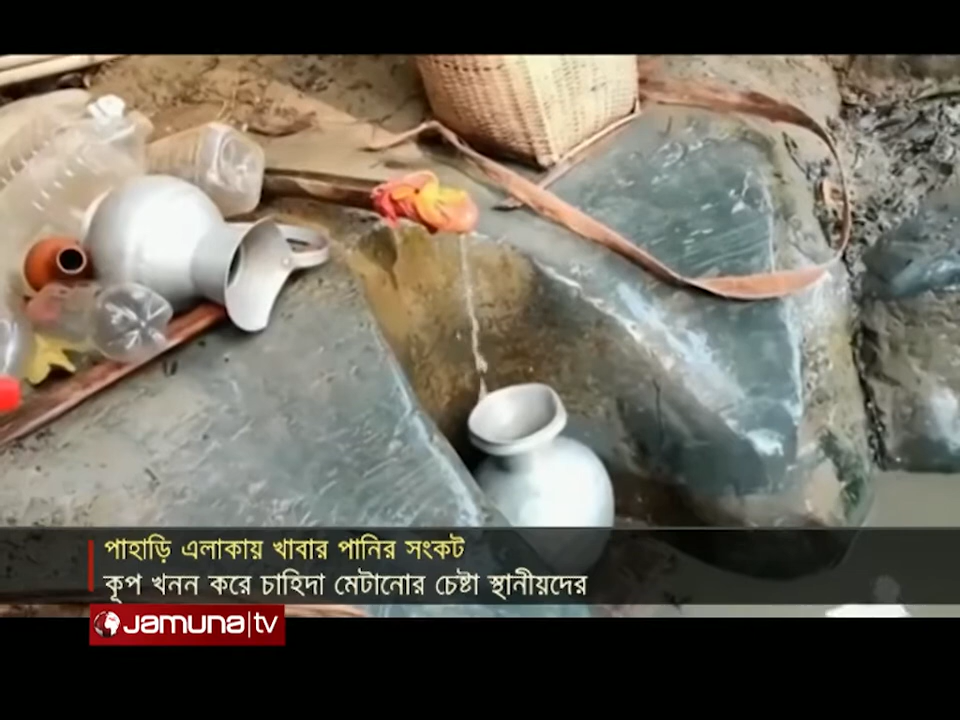 পাহাড়ি এলাকায় খাবার পানির সংকট
কূপ খনন করে চাহিদা মেটানোর চেষ্টা স্থানীয়দের
JAMUNA|TV